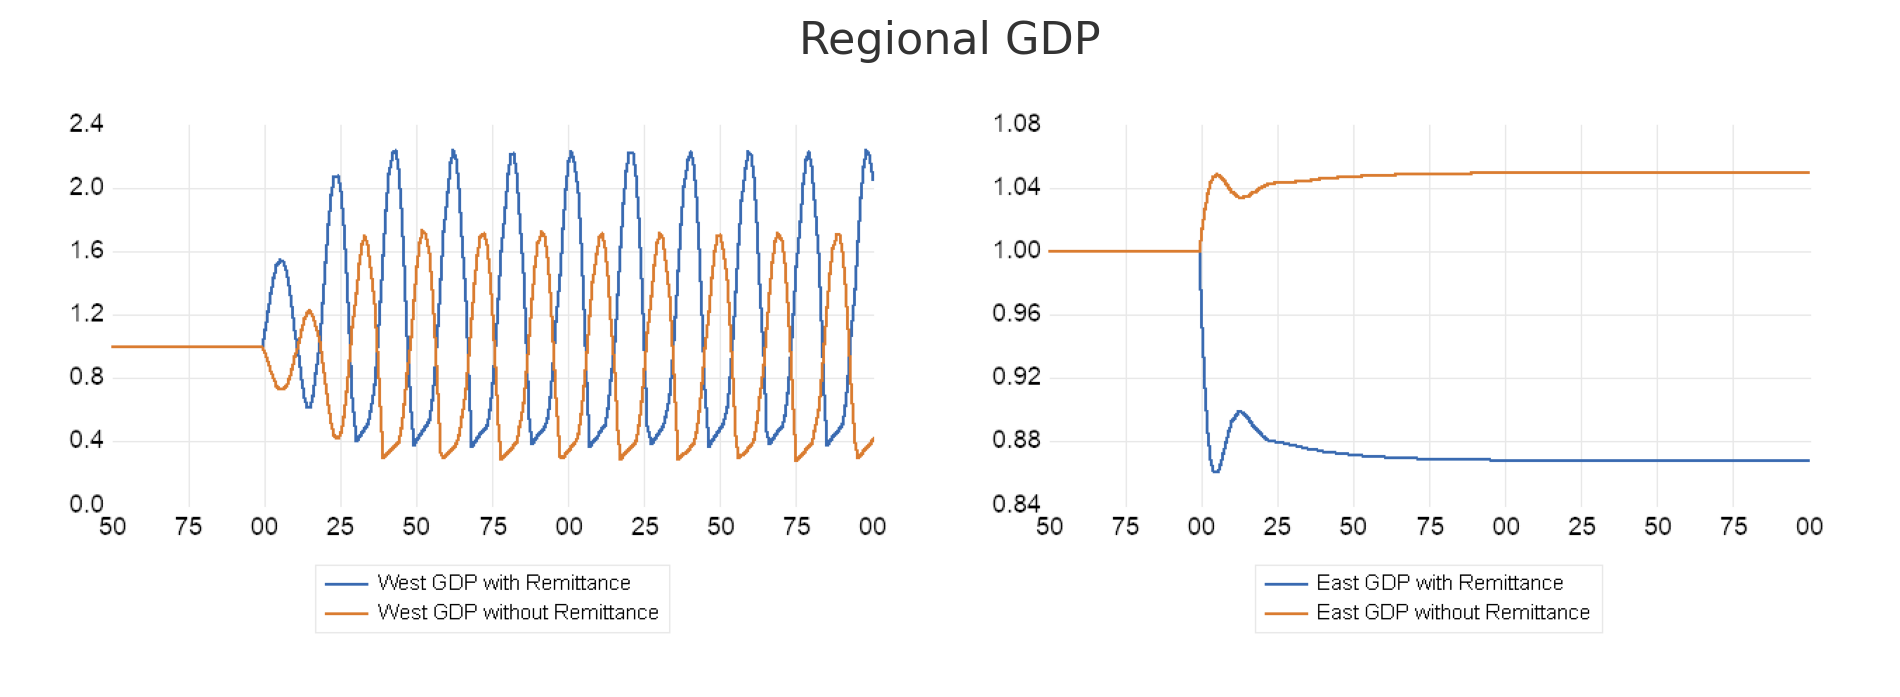 Regional GDP
2.4
2.0
1.6
1.2
0.8
0.4
0.0
50 75 00 25 50 75 00 25 50 75 00
West GDP with Remittance
West GDP without Remittance
1.08
1.04
1.00
0.96
0.92
0.88
0.84
50 75 00 25 50 75 00 25 50 75 00
East GDP with Remittance
East GDP without Remittance